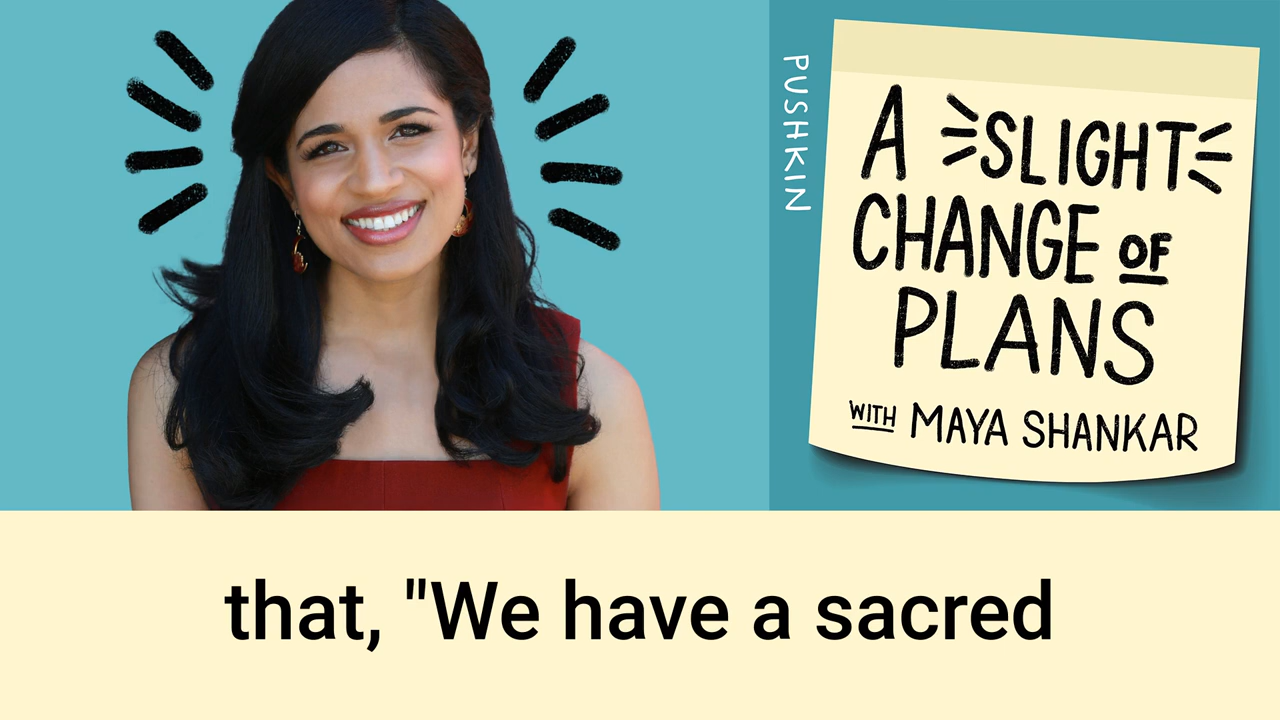 PUSHKIN
A SLIGHT
CHANGE OF
PLANS
WITH MAYA SHANKAR
that, "We have a sacred